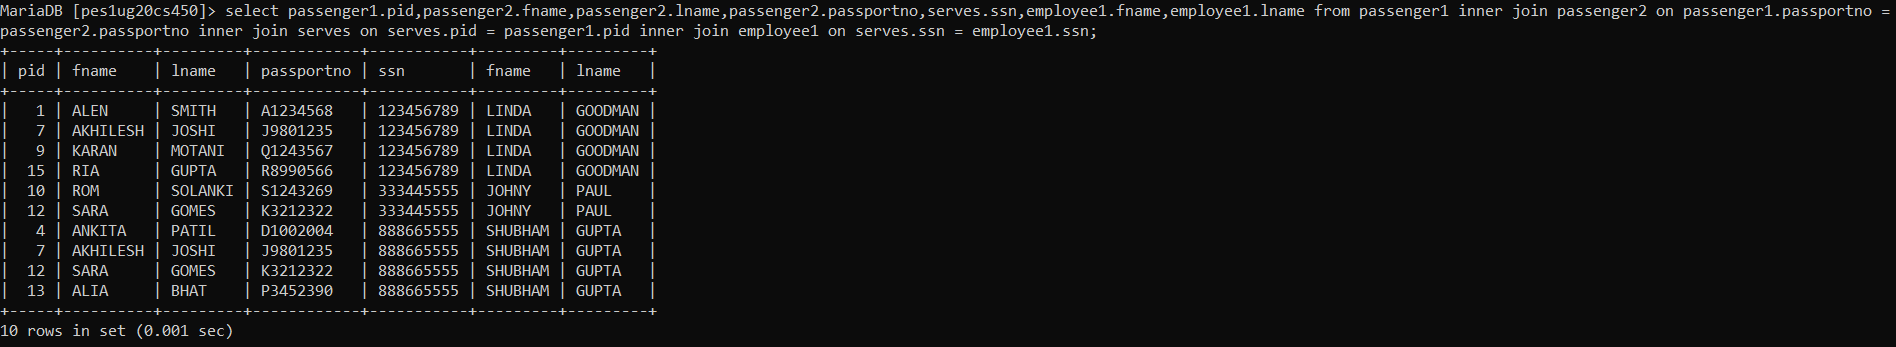 MariaDB [pes1ug20cs450]> select passenger1.pid,passenger2.fname,passenger2.lname,passenger2.passportno,serves.ssn,employee1.fname,employee1.lname from passenger1 inner join passenger2 on passenger1.passportno =
passenger2.passportno inner join serves on serves.pid = passenger1.pid inner join employee1 on serves.ssn = employee1.ssn;
+-----+----------+---------+------------+-----------+---------+---------+
| pid | fname    | lname   | passportno | ssn       | fname   | lname   |
+-----+----------+---------+------------+-----------+---------+---------+
|   1 | ALEN     | SMITH   | A1234568   | 123456789 | LINDA   | GOODMAN |
|   7 | AKHILESH | JOSHI   | J9801235   | 123456789 | LINDA   | GOODMAN |
|   9 | KARAN    | MOTANI  | Q1243567   | 123456789 | LINDA   | GOODMAN |
|  15 | RIA      | GUPTA   | R8990566   | 123456789 | LINDA   | GOODMAN |
|  10 | ROM      | SOLANKI | S1243269   | 333445555 | JOHNY   | PAUL    |
|  12 | SARA     | GOMES   | K3212322   | 333445555 | JOHNY   | PAUL    |
|   4 | ANKITA   | PATIL   | D1002004   | 888665555 | SHUBHAM | GUPTA   |
|   7 | AKHILESH | JOSHI   | J9801235   | 888665555 | SHUBHAM | GUPTA   |
|  12 | SARA     | GOMES   | K3212322   | 888665555 | SHUBHAM | GUPTA   |
|  13 | ALIA     | BHAT    | P3452390   | 888665555 | SHUBHAM | GUPTA   |
+-----+----------+---------+------------+-----------+---------+---------+
10 rows in set (0.001 sec)